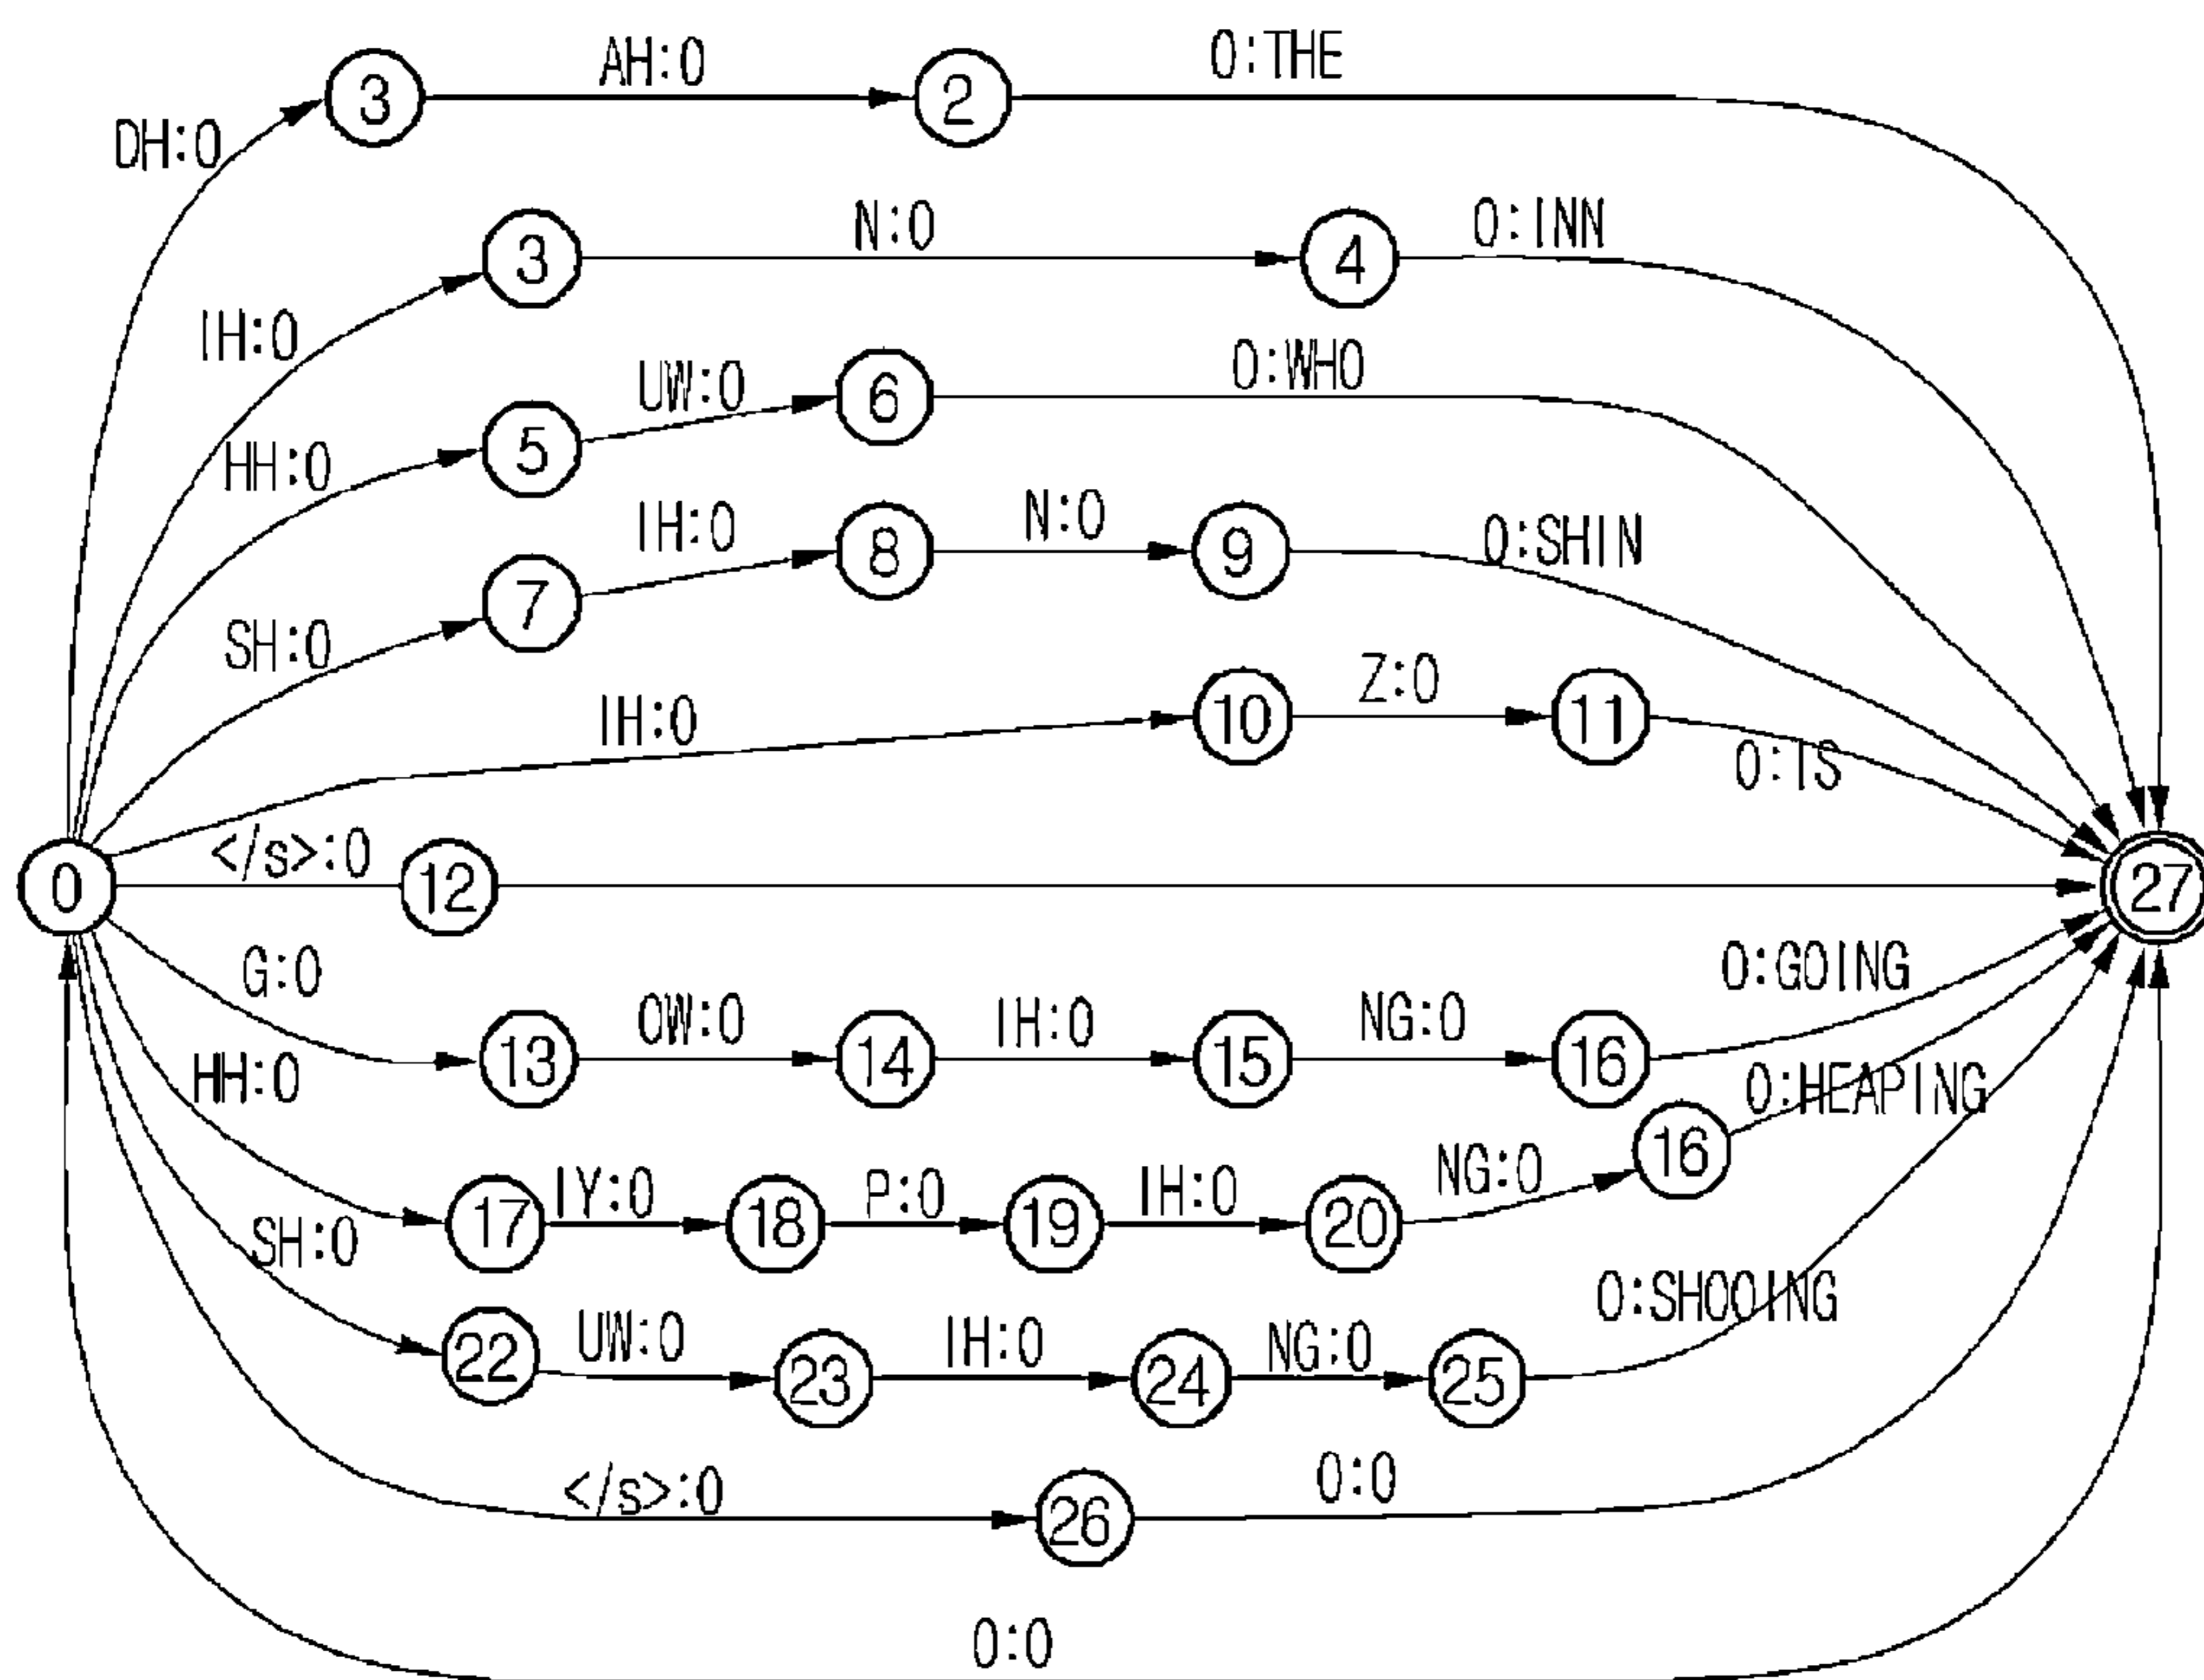 DH:0 3 AH:0 2 0:THE
IH:0 3 N:0 4 0:INN
HH:0 5 UW:0 6 0:WHO
SH:0 7 IH:0 8 N:0 9 0:SHIN
IH:0 10 Z:0 11 0:IS
0 </s>:0 12 27
G:0 13 OW:0 14 IH:0 15 NG:0 16 0:GOING
HH:0 17 IY:0 18 P:0 19 IH:0 20 NG:0 16 0:HEAPING
SH:0 22 UW:0 23 IH:0 24 NG:0 25 0:SHOOING
</s>:0 26 0:0
0:0